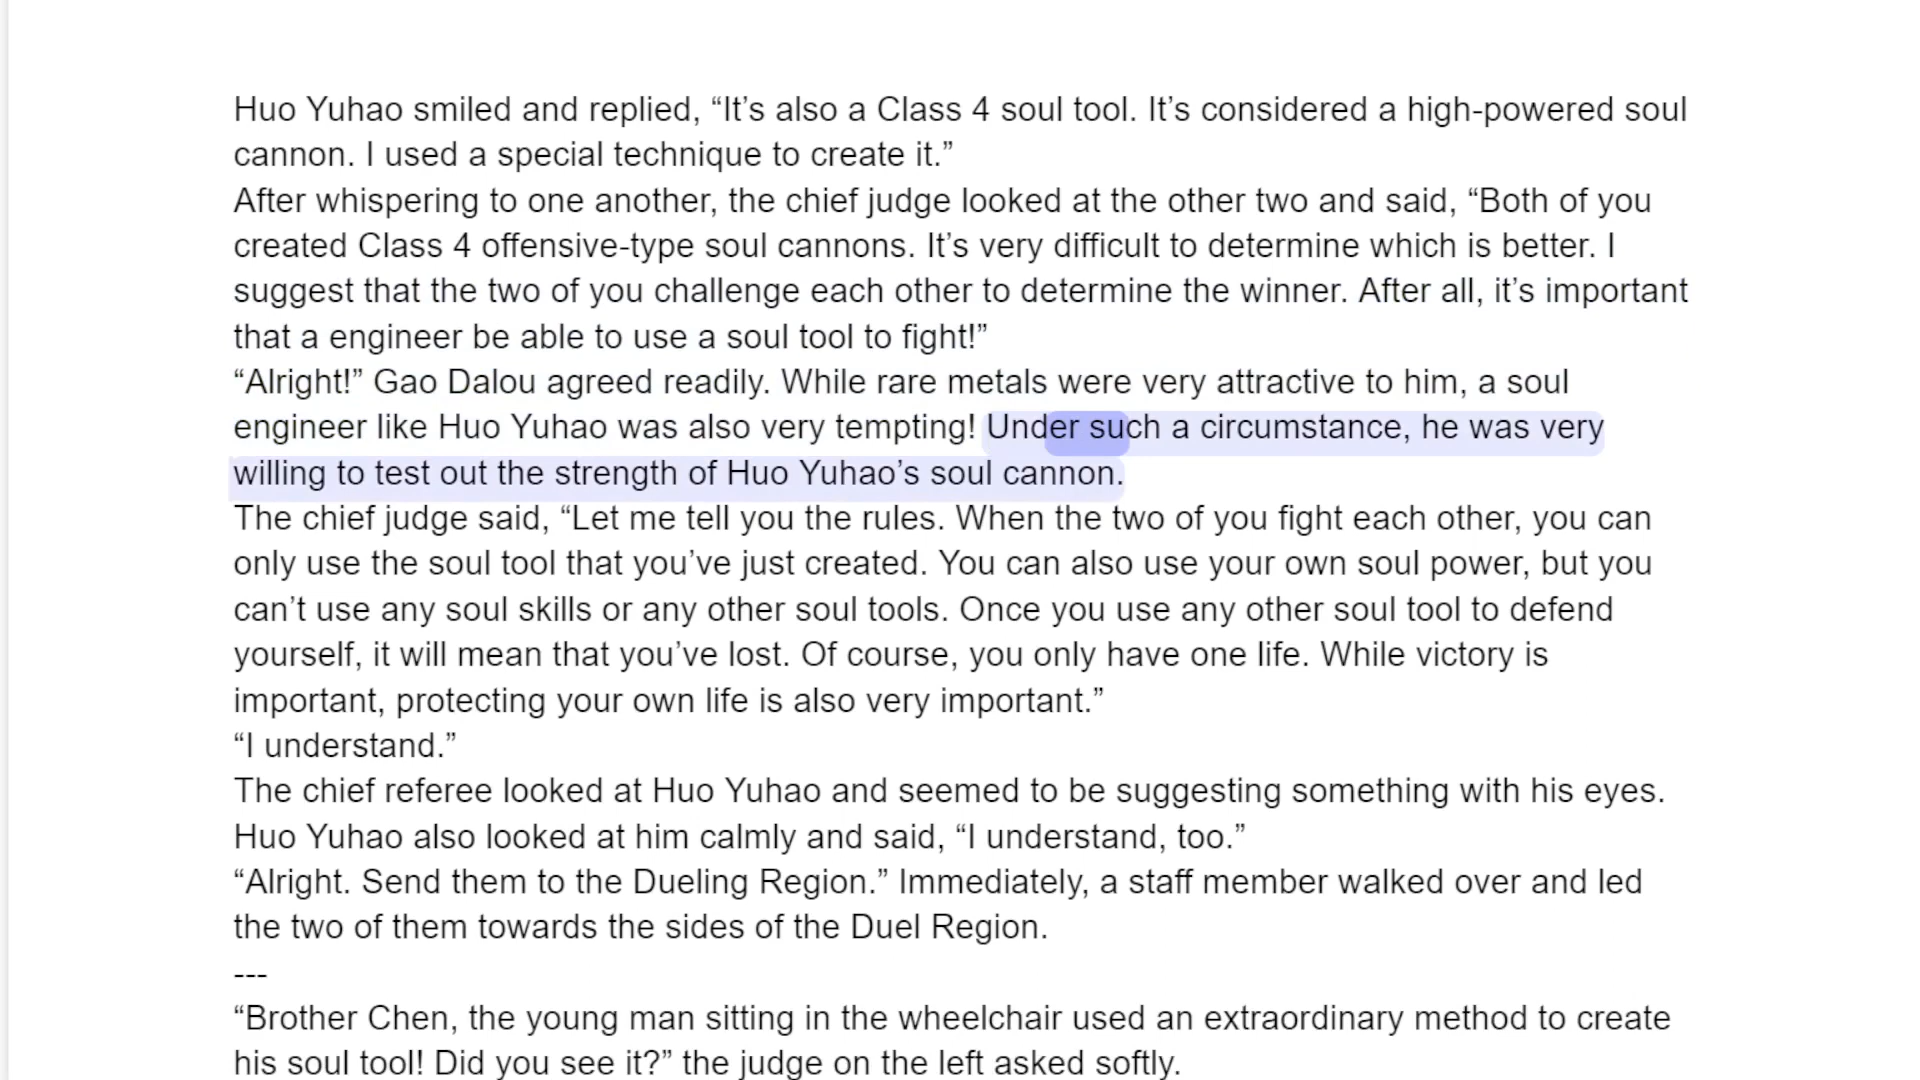 Huo Yuhao smiled and replied, “It’s also a Class 4 soul tool. It’s considered a high-powered soul
cannon. I used a special technique to create it.”
After whispering to one another, the chief judge looked at the other two and said, “Both of you
created Class 4 offensive-type soul cannons. It’s very difficult to determine which is better. I
suggest that the two of you challenge each other to determine the winner. After all, it’s important
that a engineer be able to use a soul tool to fight!”
“Alright!” Gao Dalou agreed readily. While rare metals were very attractive to him, a soul
engineer like Huo Yuhao was also very tempting! Under such a circumstance, he was very
willing to test out the strength of Huo Yuhao’s soul cannon.
The chief judge said, “Let me tell you the rules. When the two of you fight each other, you can
only use the soul tool that you’ve just created. You can also use your own soul power, but you
can’t use any soul skills or any other soul tools. Once you use any other soul tool to defend
yourself, it will mean that you’ve lost. Of course, you only have one life. While victory is
important, protecting your own life is also very important.”
“I understand.”
The chief referee looked at Huo Yuhao and seemed to be suggesting something with his eyes.
Huo Yuhao also looked at him calmly and said, “I understand, too.”
“Alright. Send them to the Dueling Region.” Immediately, a staff member walked over and led
the two of them towards the sides of the Duel Region.
---
“Brother Chen, the young man sitting in the wheelchair used an extraordinary method to create
his soul tool! Did you see it?” the judge on the left asked softly.